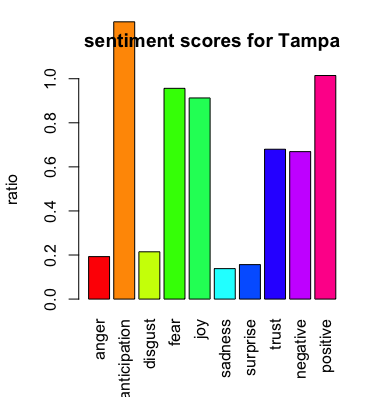 sentiment scores for Tampa
ratio
1.0
0.8
0.6
0.4
0.2
0.0
anger
anticipation
disgust
fear
joy
sadness
surprise
trust
negative
positive